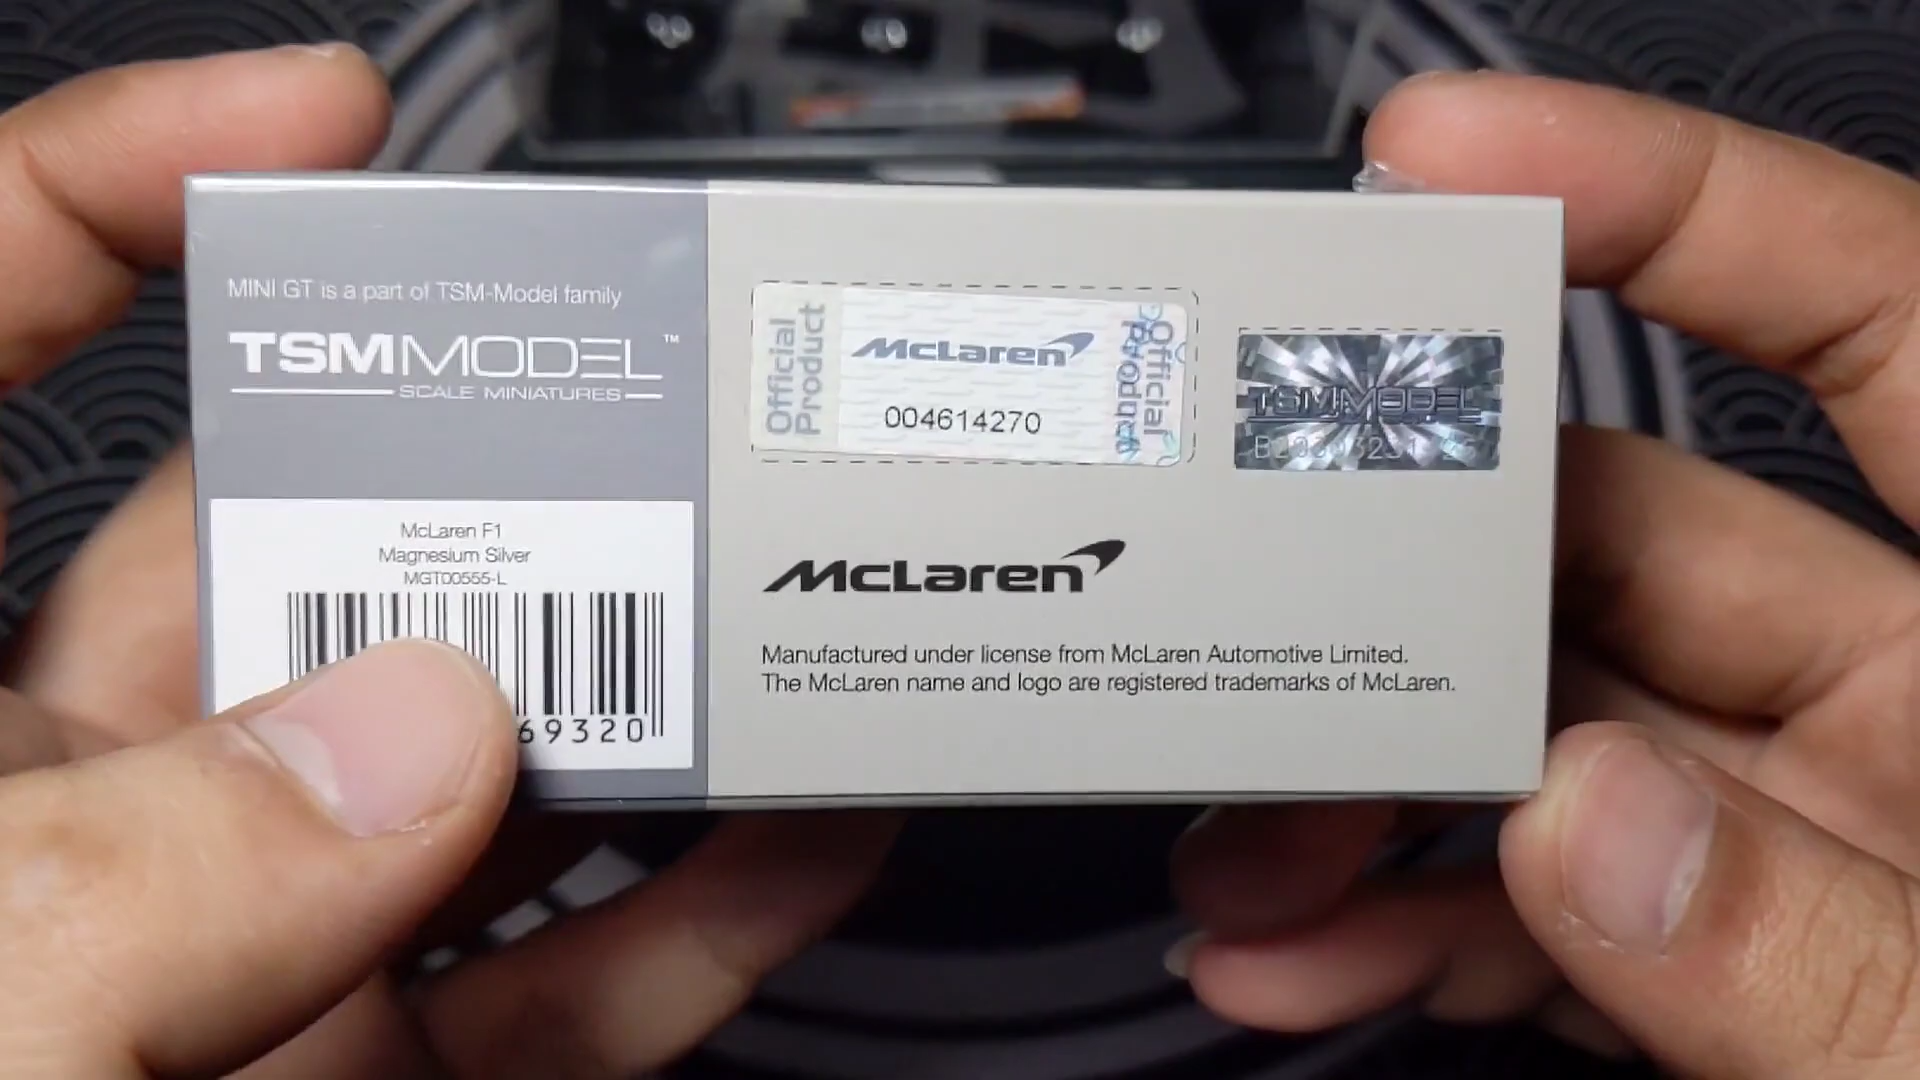 MINI GT is a part of TSM-Model family
TSMMODEL™
SCALE MINIATURES
McLaren F1
Magnesium Silver
MGT00555-L
69320
Official
Product
McLaren
004614270
Official
Product
TSMMODEL
McLaren
Manufactured under license from McLaren Automotive Limited.
The McLaren name and logo are registered trademarks of McLaren.